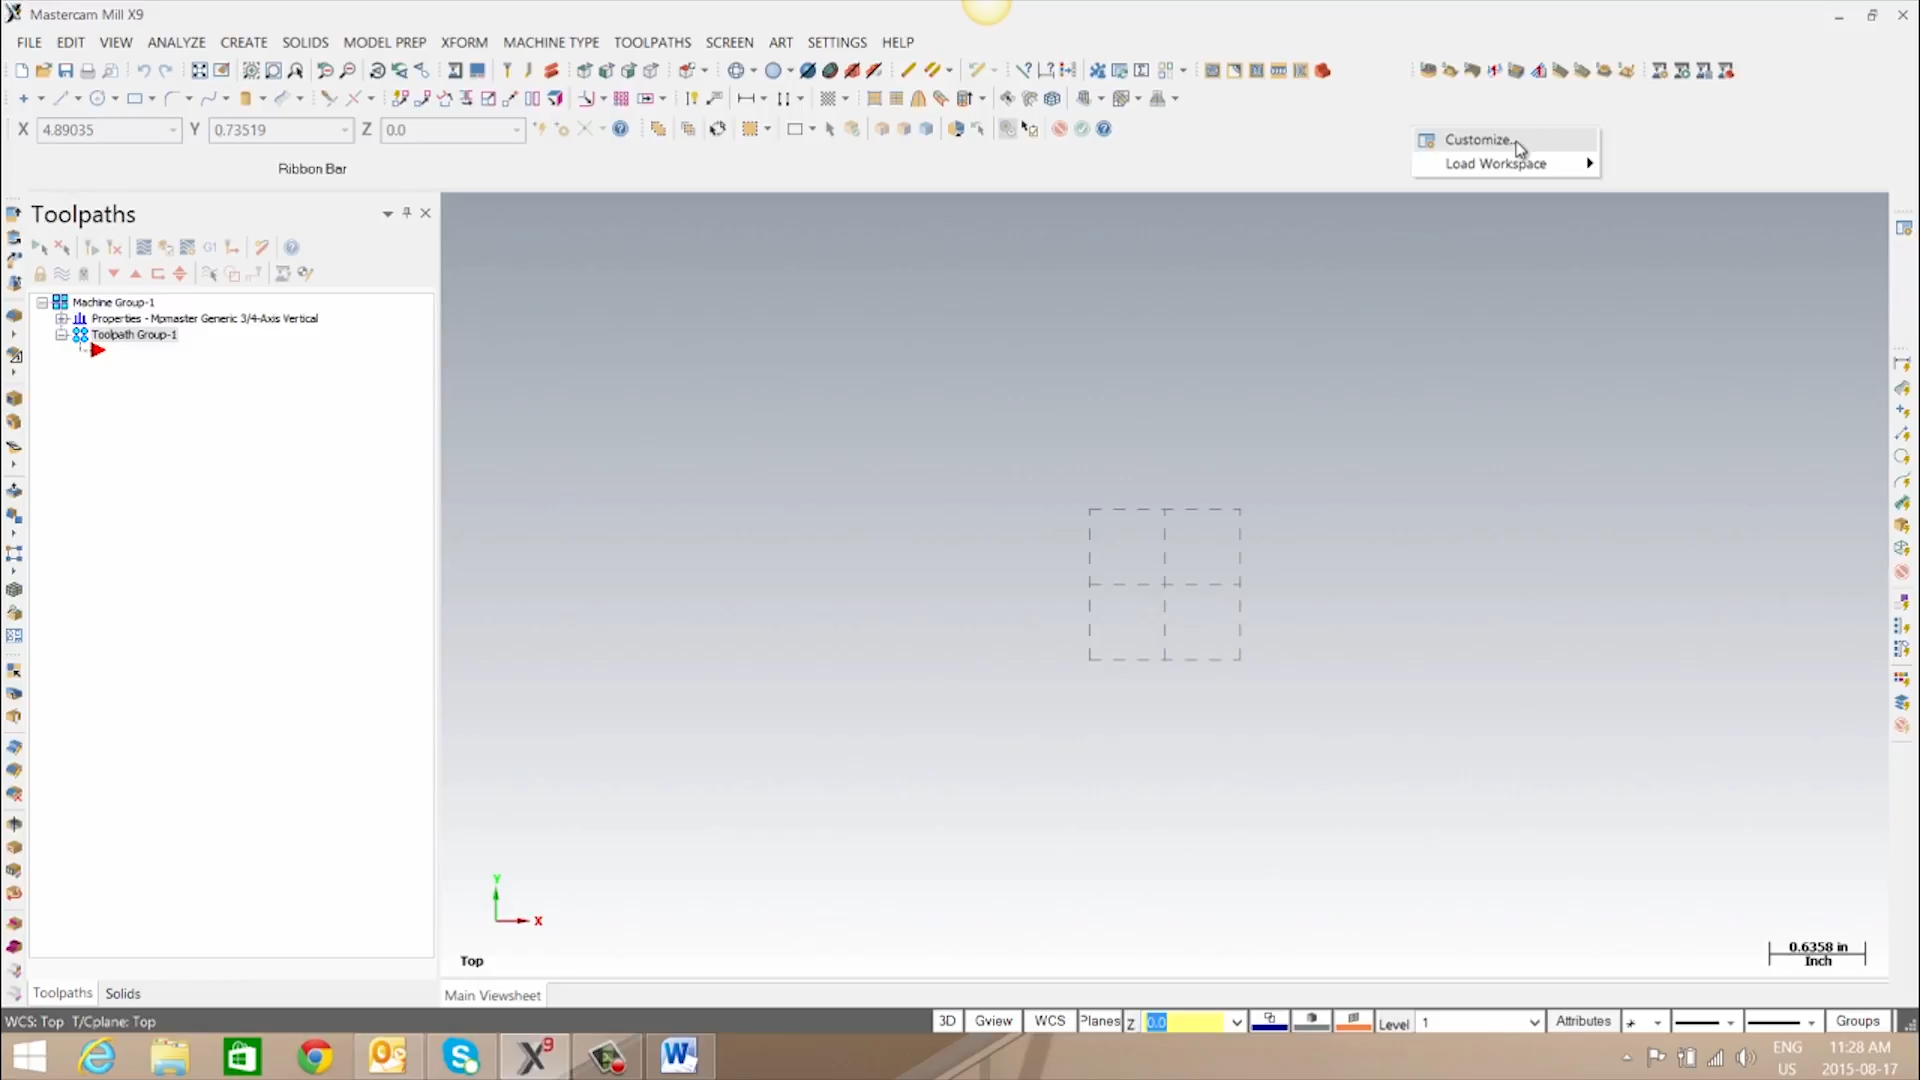 Mastercam Mill X9
FILE EDIT VIEW ANALYZE CREATE SOLIDS MODEL PREP XFORM MACHINE TYPE TOOLPATHS SCREEN ART SETTINGS HELP
X 4.89035 Y 0.73519 Z 0.0
Customize...
Load Workspace
Ribbon Bar
Toolpaths
G1
Machine Group-1
Properties - Mpmaster Generic 3/4-Axis Vertical
Toolpath Group-1
Y
X
Top
0.6358 in
Inch
Toolpaths Solids
Main Viewsheet
WCS: Top T/Cplane: Top
3D Gview WCS Planes Z 0.0 Level 1 Attributes Groups
ENG 11:28 AM
US 2015-08-17